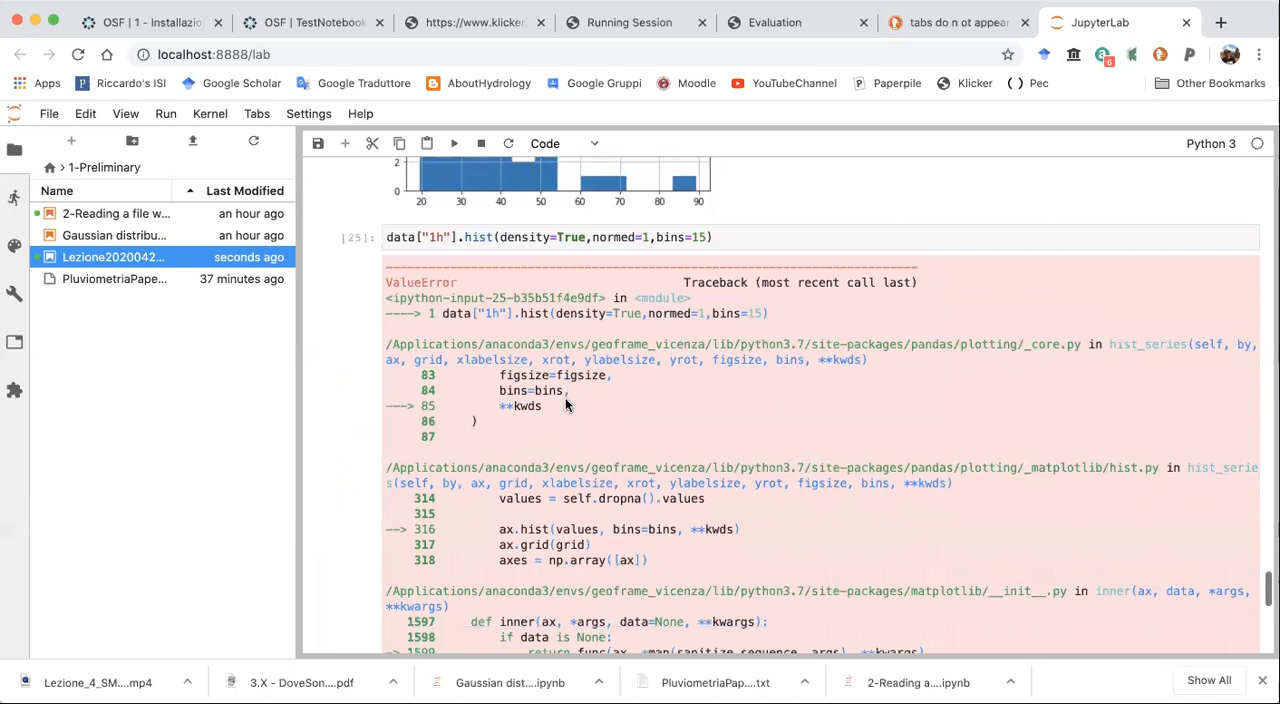 OSF | 1 - Installazio
OSF | TestNotebook
https://www.klicker.
Running Session
Evaluation
tabs do n ot appear
JupyterLab
localhost:8888/lab
6
Apps
Riccardo's ISI
Google Scholar
Google Traduttore
AboutHydrology
Google Gruppi
Moodle
YouTubeChannel
Paperpile
Klicker
Pec
Other Bookmarks
File Edit View Run Kernel Tabs Settings Help
Code
Python 3
1-Preliminary
Name Last Modified
2-Reading a file w... an hour ago
Gaussian distribu... an hour ago
Lezione2020042... seconds ago
PluviometriaPape... 37 minutes ago
2
0
20 30 40 50 60 70 80 90
[25]: data["1h"].hist(density=True,normed=1,bins=15)
ValueError Traceback (most recent call last)
<ipython-input-25-b35b51f4e9df> in <module>
----> 1 data["1h"].hist(density=True,normed=1,bins=15)
/Applications/anaconda3/envs/geoframe_vicenza/lib/python3.7/site-packages/pandas/plotting/_core.py in hist_series(self, by,
ax, grid, xlabelsize, xrot, ylabelsize, yrot, figsize, bins, **kwds)
83 figsize=figsize,
84 bins=bins,
---> 85 **kwds
86 )
87
/Applications/anaconda3/envs/geoframe_vicenza/lib/python3.7/site-packages/pandas/plotting/_matplotlib/hist.py in hist_serie
s(self, by, ax, grid, xlabelsize, xrot, ylabelsize, yrot, figsize, bins, **kwds)
314 values = self.dropna().values
315
--> 316 ax.hist(values, bins=bins, **kwds)
317 ax.grid(grid)
318 axes = np.array([ax])
/Applications/anaconda3/envs/geoframe_vicenza/lib/python3.7/site-packages/matplotlib/__init__.py in inner(ax, data, *args,
**kwargs)
1597 def inner(ax, *args, data=None, **kwargs):
1598 if data is None:
-> 1599 return func(ax, *map(sanitize_sequence, args), **kwargs)
Lezione_4_SM....mp4
3.X - DoveSon....pdf
Gaussian dist....ipynb
PluviometriaPap....txt
2-Reading a....ipynb
Show All